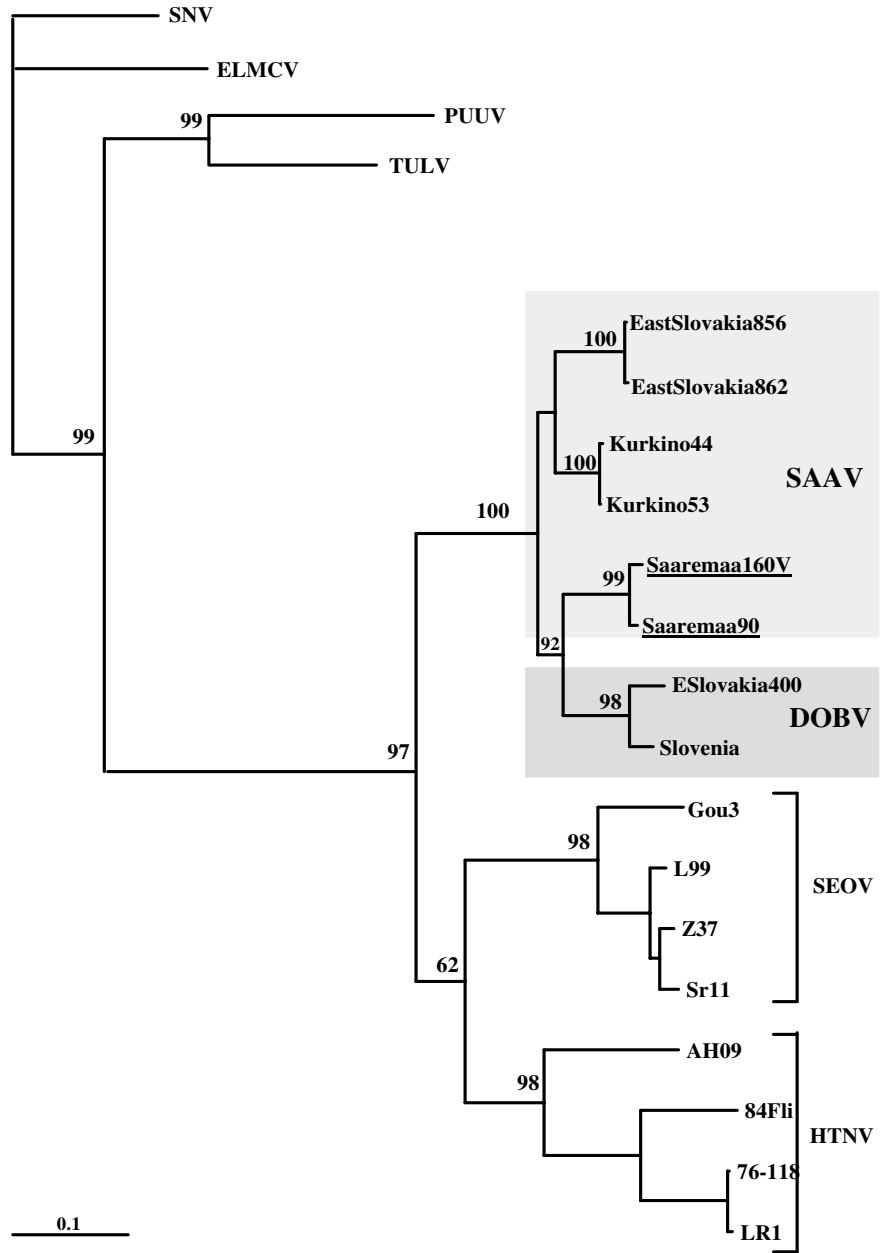 SNV
ELMCV
99
PUUV
TULV
EastSlovakia856
100
EastSlovakia862
99
Kurkino44
100
SAAV
Kurkino53
100
Saaremaa160V
99
Saaremaa90
92
ESlovakia400
98
DOBV
Slovenia
97
Gou3
98
L99
SEOV
Z37
62
Sr11
AH09
98
84Fli
HTNV
76-118
0.1
LR1